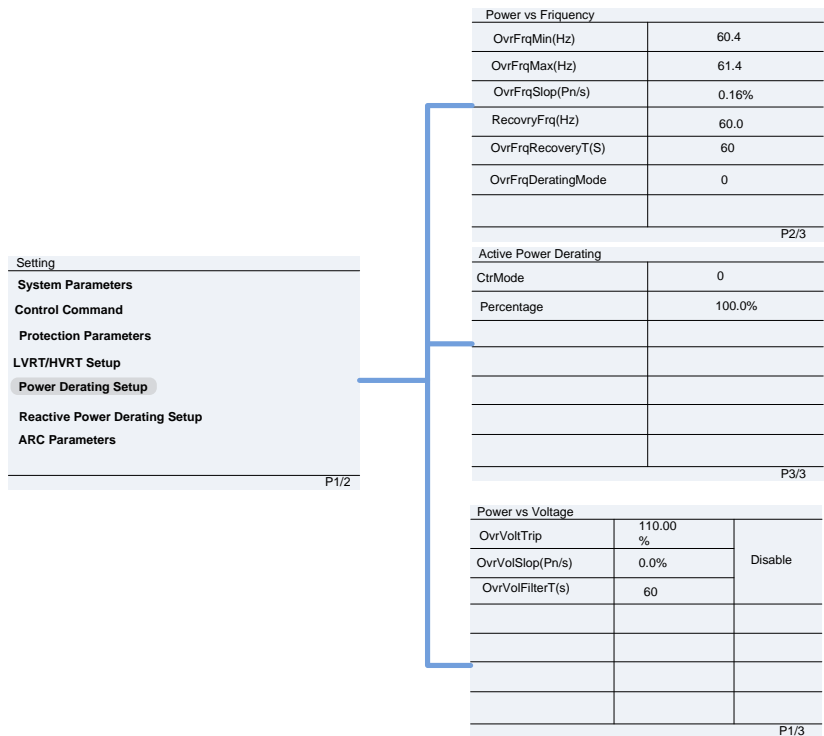 Setting
System Parameters
Control Command
Protection Parameters
LVRT/HVRT Setup
Power Derating Setup
Reactive Power Derating Setup
ARC Parameters
P1/2
Power vs Friquency
OvrFrqMin(Hz) 60.4
OvrFrqMax(Hz) 61.4
OvrFrqSlop(Pn/s) 0.16%
RecovryFrq(Hz) 60.0
OvrFrqRecoveryT(S) 60
OvrFrqDeratingMode 0
P2/3
Active Power Derating
CtrMode 0
Percentage 100.0%
P3/3
Power vs Voltage
OvrVoltTrip 110.00
%
OvrVolSlop(Pn/s) 0.0% Disable
OvrVolFilterT(s) 60
P1/3